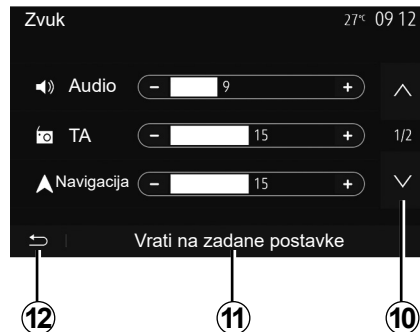 Zvuk 27°C 09 12
Audio - 9 +
TA - 15 + 1/2
Navigacija - 15 +
Vrati na zadane postavke
12 11 10